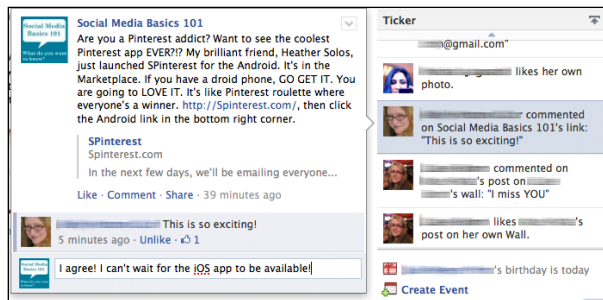 Social Media Basics 101
What do you want to know?
Social Media Basics 101
Are you a Pinterest addict? Want to see the coolest
Pinterest app EVER?!? My brilliant friend, Heather Solos,
just launched SPinterest for the Android. It's in the
Marketplace. If you have a droid phone, GO GET IT. You
are going to LOVE IT. It's like Pinterest roulette where
everyone's a winner. http://SPinterest.com/, then click
the Android link in the bottom right corner.
SPinterest
Spinterest.com
In the next few days, we'll be emailing everyone...
Like · Comment · Share · 39 minutes ago
This is so exciting!
5 minutes ago · Unlike · 1
I agree! I can't wait for the iOS app to be available!
Ticker
@gmail.com"
likes her own
photo.
commented
on Social Media Basics 101's link:
"This is so exciting!"
commented on
's post on
's wall: "I miss YOU"
likes 's
post on her own Wall.
's birthday is today
Create Event